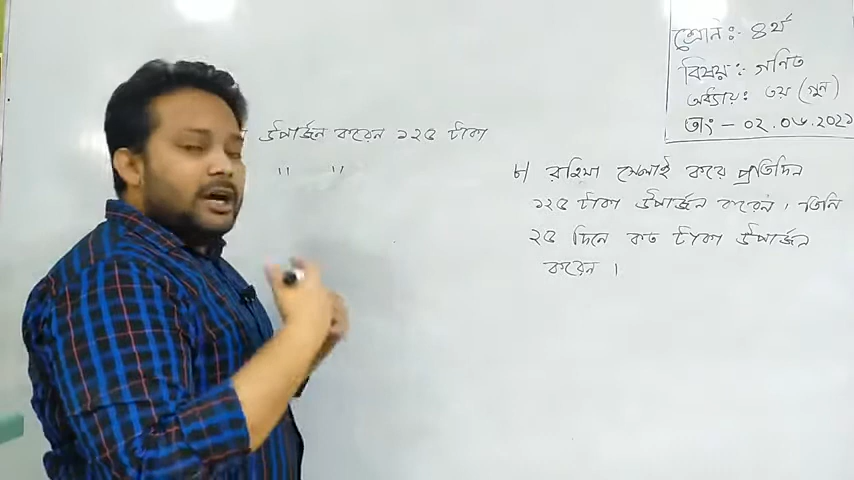 শ্রেণি:- ৪র্থ
বিষয়:- গণিত
অধ্যায়: ৩য় (গুন)
তাং - ০২.০৬.২০২১
উপার্জন করেন ১২৫ টাকা
" "
৮। রহিমা সেলাই করে প্রতিদিন
১২৫ টাকা উপার্জন করেন। তিনি
২৫ দিনে কত টাকা উপার্জন
করেন।